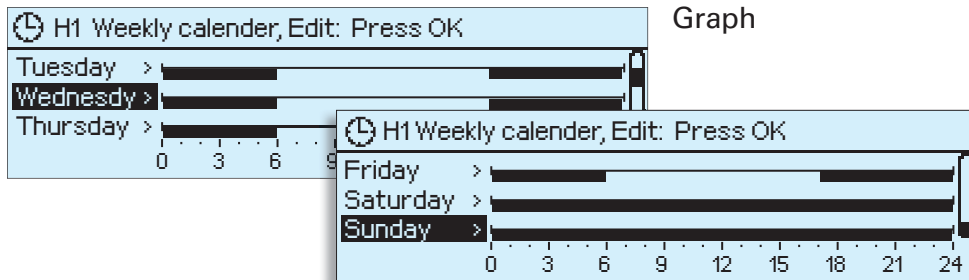 H1 Weekly calender, Edit: Press OK
Graph
Tuesday >
Wednesdy >
Thursday >
0 3 6 9
H1 Weekly calender, Edit: Press OK
Friday >
Saturday >
Sunday >
0 3 6 9 12 15 18 21 24